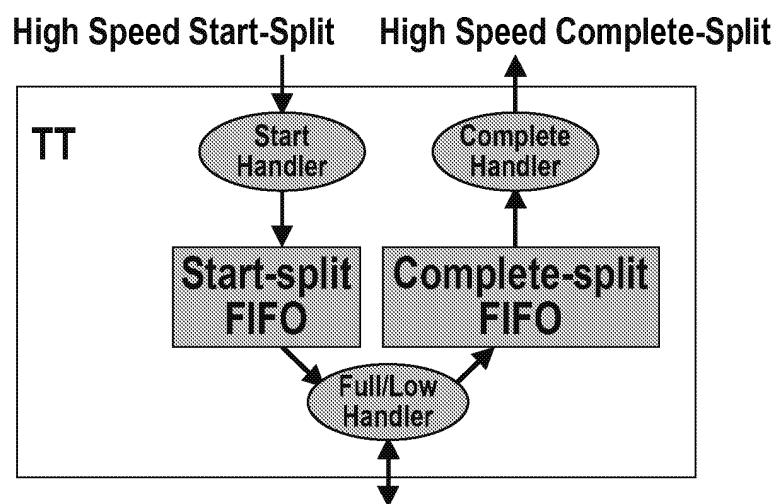 High Speed Start-Split
High Speed Complete-Split
TT
Start
Handler
Complete
Handler
Start-split
FIFO
Complete-split
FIFO
Full/Low
Handler